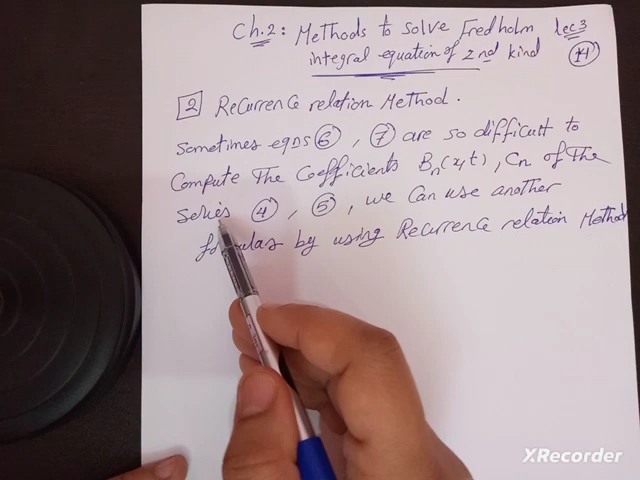 Ch.2: Methods to solve Fredholm lec3
integral equation of 2nd kind 14
2 Recurrence relation Method.
Sometimes eqns 6, 7 are so difficult to
Compute The Coefficients Bn(x,t), Cn of The
series 4, 5, we can use another
formulas by using Recurrence relation Method
XRecorder